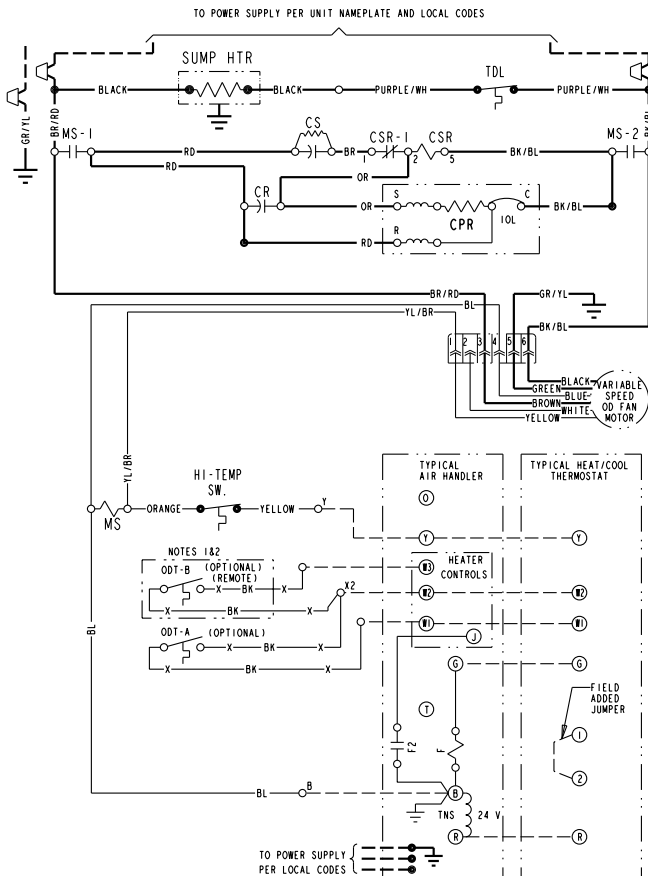 TO POWER SUPPLY PER UNIT NAMEPLATE AND LOCAL CODES
SUMP HTR
TDL
BLACK
BLACK
PURPLE/WH
PURPLE/WH
GR/YL
BR/RD
BK/BL
MS-1
CS
CSR-1
CSR
MS-2
RD
BR
1
2
5
BK/BL
RD
OR
CR
OR
S
C
CPR
IOL
BK/BL
R
RD
BR/RD
BL
YL/BR
GR/YL
BK/BL
1
2
3
4
5
6
BLACK
GREEN
BLUE
BROWN
WHITE
YELLOW
VARIABLE
SPEED
OD FAN
MOTOR
YL/BR
TYPICAL
AIR HANDLER
TYPICAL HEAT/COOL
THERMOSTAT
HI-TEMP
SW.
O
MS
ORANGE
YELLOW
Y
Y
Y
NOTES 1&2
ODT-B
(OPTIONAL)
(REMOTE)
X
BK
X
X
BK
X
X2
W3
HEATER
CONTROLS
W2
W2
ODT-A
(OPTIONAL)
X
BK
X
X
BK
X
W1
W1
J
BL
G
G
T
FIELD
ADDED
JUMPER
F2
F
1
2
BL
B
B
TNS
24 V
R
R
TO POWER SUPPLY
PER LOCAL CODES